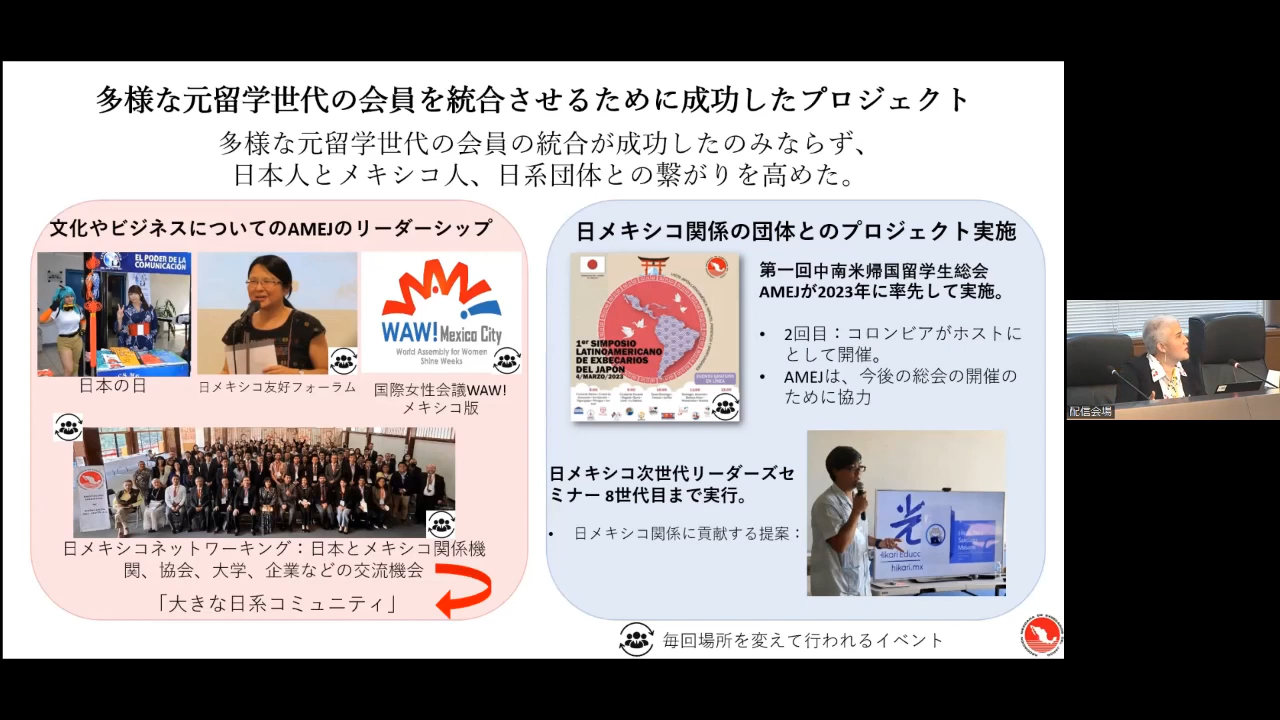 多様な元留学世代の会員を統合させるために成功したプロジェクト
多様な元留学世代の会員の統合が成功したのみならず、
日本人とメキシコ人、日系団体との繋がりを高めた。
文化やビジネスについてのAMEJのリーダーシップ
EL PODER DE LA
COMUNICACIÓN
日本の日
日メキシコ友好フォーラム
WAW! Mexico City
World Assembly for Women
Shine Weeks
国際女性会議WAW!
メキシコ版
日メキシコネットワーキング：日本とメキシコ関係機
関、協会、大学、企業などの交流機会
「大きな日系コミュニティ」
日メキシコ関係の団体とのプロジェクト実施
1er SIMPOSIO
LATINOAMERICANO
DE EXBECARIOS
DEL JAPÓN
4/MARZO/2023
第一回中南米帰国留学生総会
AMEJが2023年に率先して実施。
• 2回目：コロンビアがホストに
として開催。
• AMEJは、今後の総会の開催の
ために協力
日メキシコ次世代リーダーズセ
ミナー 8世代目まで実行。
• 日メキシコ関係に貢献する提案：
光
hikari.mx
毎回場所を変えて行われるイベント
配信会場